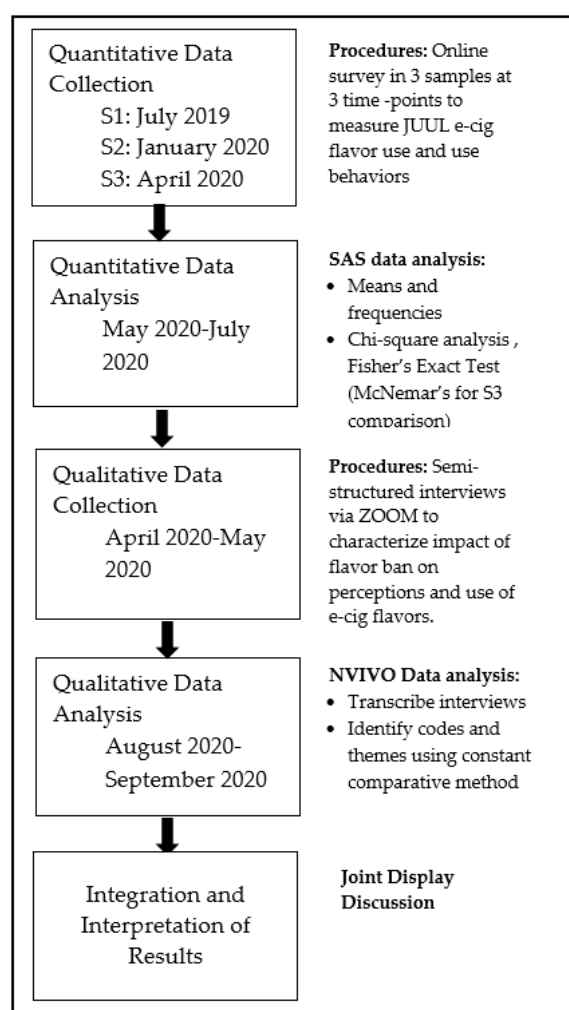 Quantitative Data
Collection
S1: July 2019
S2: January 2020
S3: April 2020
Procedures: Online
survey in 3 samples at
3 time -points to
measure JUUL e-cig
flavor use and use
behaviors
Quantitative Data
Analysis
May 2020-July
2020
SAS data analysis:
• Means and
frequencies
• Chi-square analysis ,
Fisher's Exact Test
(McNemar's for S3
comparison)
Qualitative Data
Collection
April 2020-May
2020
Procedures: Semi-
structured interviews
via ZOOM to
characterize impact of
flavor ban on
perceptions and use of
e-cig flavors.
Qualitative Data
Analysis
August 2020-
September 2020
NVIVO Data analysis:
• Transcribe interviews
• Identify codes and
themes using constant
comparative method
Integration and
Interpretation of
Results
Joint Display
Discussion